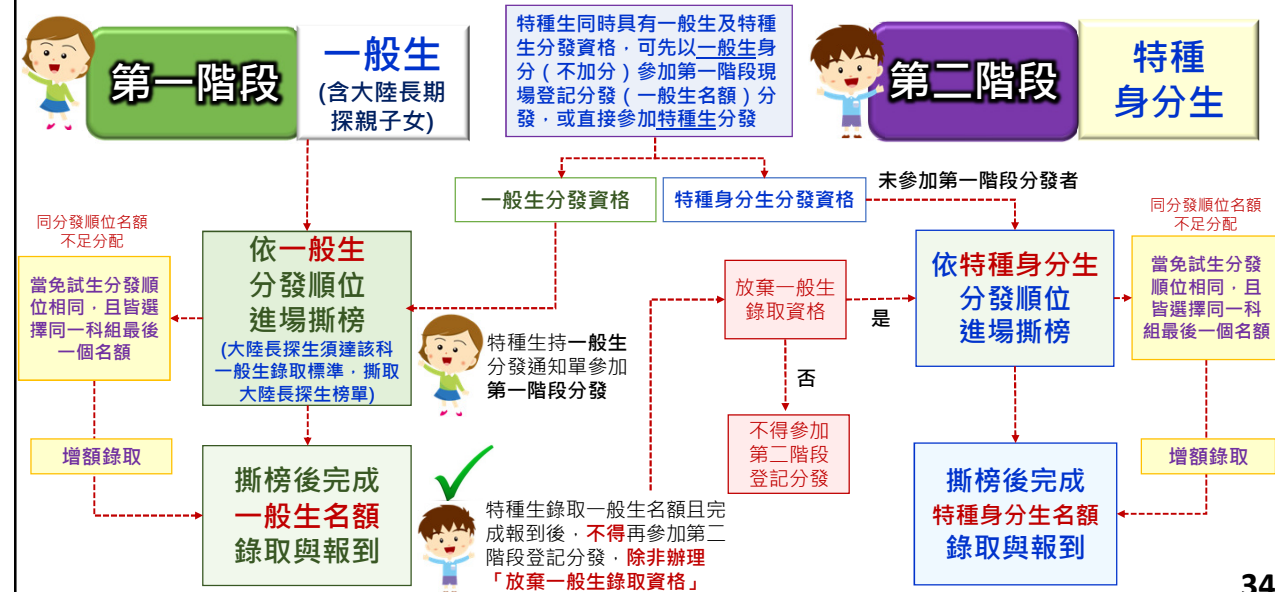 第一階段
一般生
(含大陸長期
探親子女)
特種生同時具有一般生及特種
生分發資格，可先以一般生身
分（不加分）參加第一階段現
場登記分發（一般生名額）分
發，或直接參加特種生分發
第二階段
特種
身分生
一般生分發資格
特種身分生分發資格
未參加第一階段分發者
同分發順位名額
不足分配
當免試生分發順
位相同，且皆選
擇同一科組最後
一個名額
增額錄取
依一般生
分發順位
進場撕榜
(大陸長探生須達該科
一般生錄取標準，撕取
大陸長探生榜單)
撕榜後完成
一般生名額
錄取與報到
特種生持一般生
分發通知單參加
第一階段分發
特種生錄取一般生名額且完
成報到後，不得再參加第二
階段登記分發，除非辦理
「放棄一般生錄取資格」
放棄一般生
錄取資格
是
否
不得參加
第二階段
登記分發
依特種身分生
分發順位
進場撕榜
撕榜後完成
特種身分生名額
錄取與報到
同分發順位名額
不足分配
當免試生分發
順位相同，且
皆選擇同一科
組最後一個名額
增額錄取
34